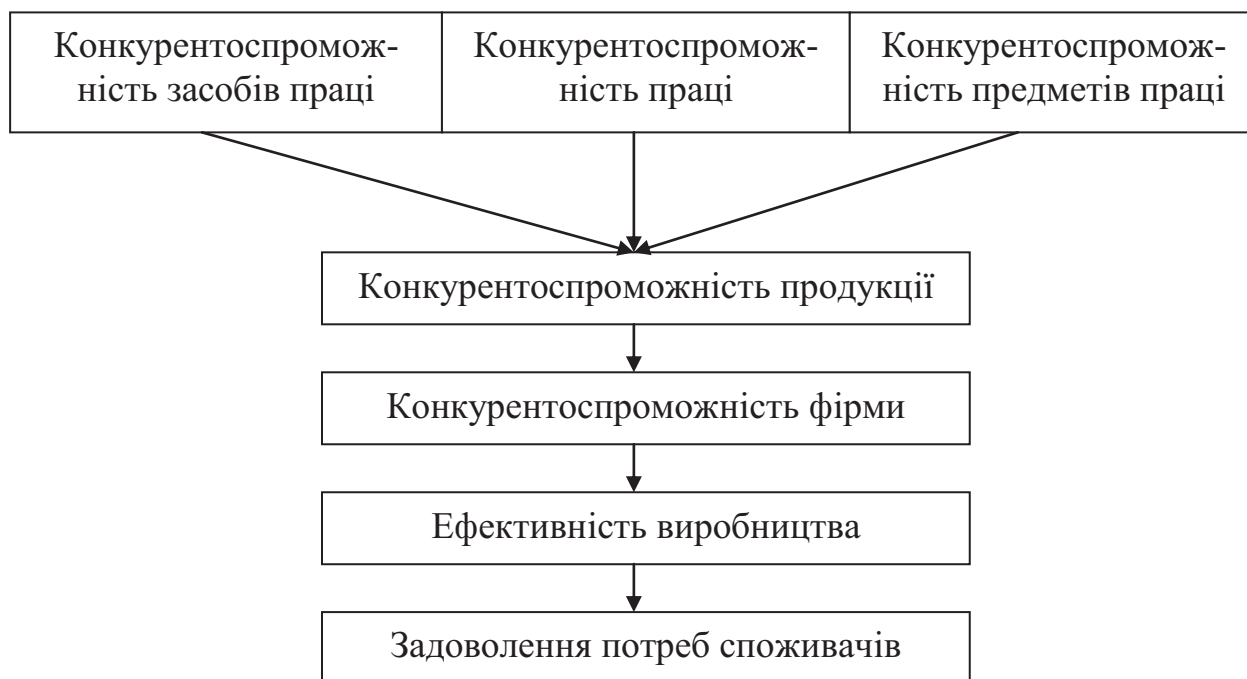 Конкурентоспромож-
ність засобів праці
Конкурентоспромож-
ність праці
Конкурентоспромож-
ність предметів праці
Конкурентоспроможність продукції
Конкурентоспроможність фірми
Ефективність виробництва
Задоволення потреб споживачів